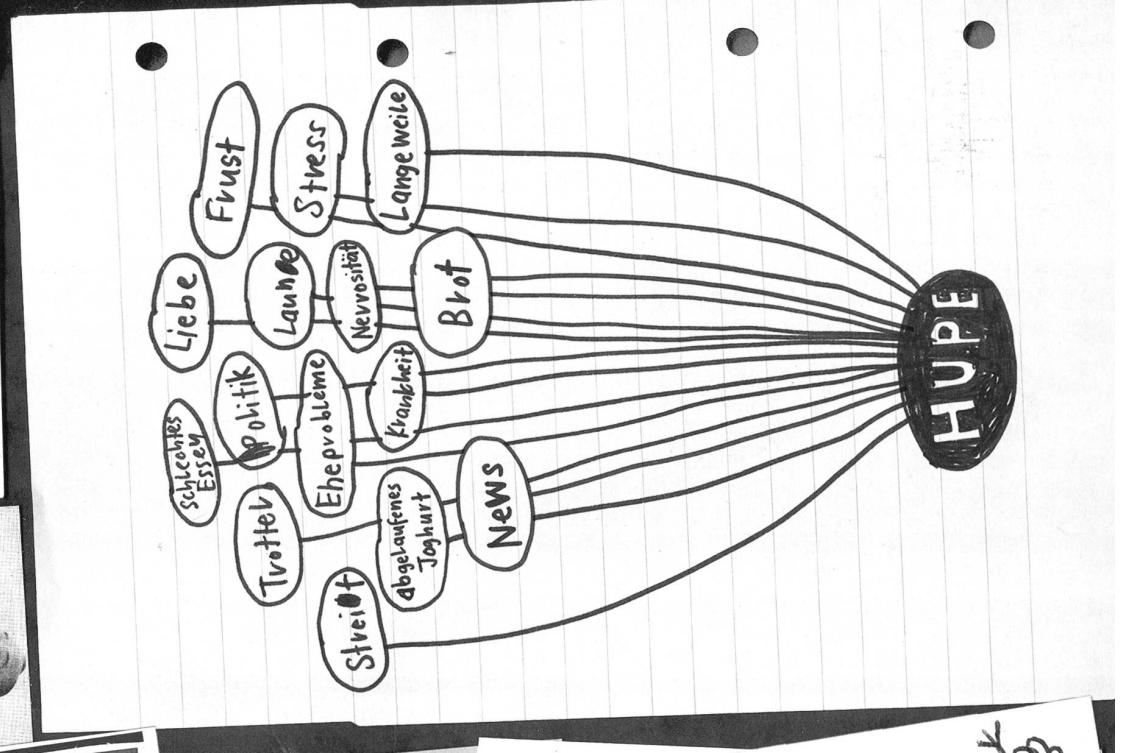 Schlechtes
Essen
Liebe
Frust
Trottel
Politik
Laune
Stress
Streit
Eheprobleme
Nervosität
Langeweile
abgelaufenes
Joghurt
Krankheit
Brot
News
HUPE